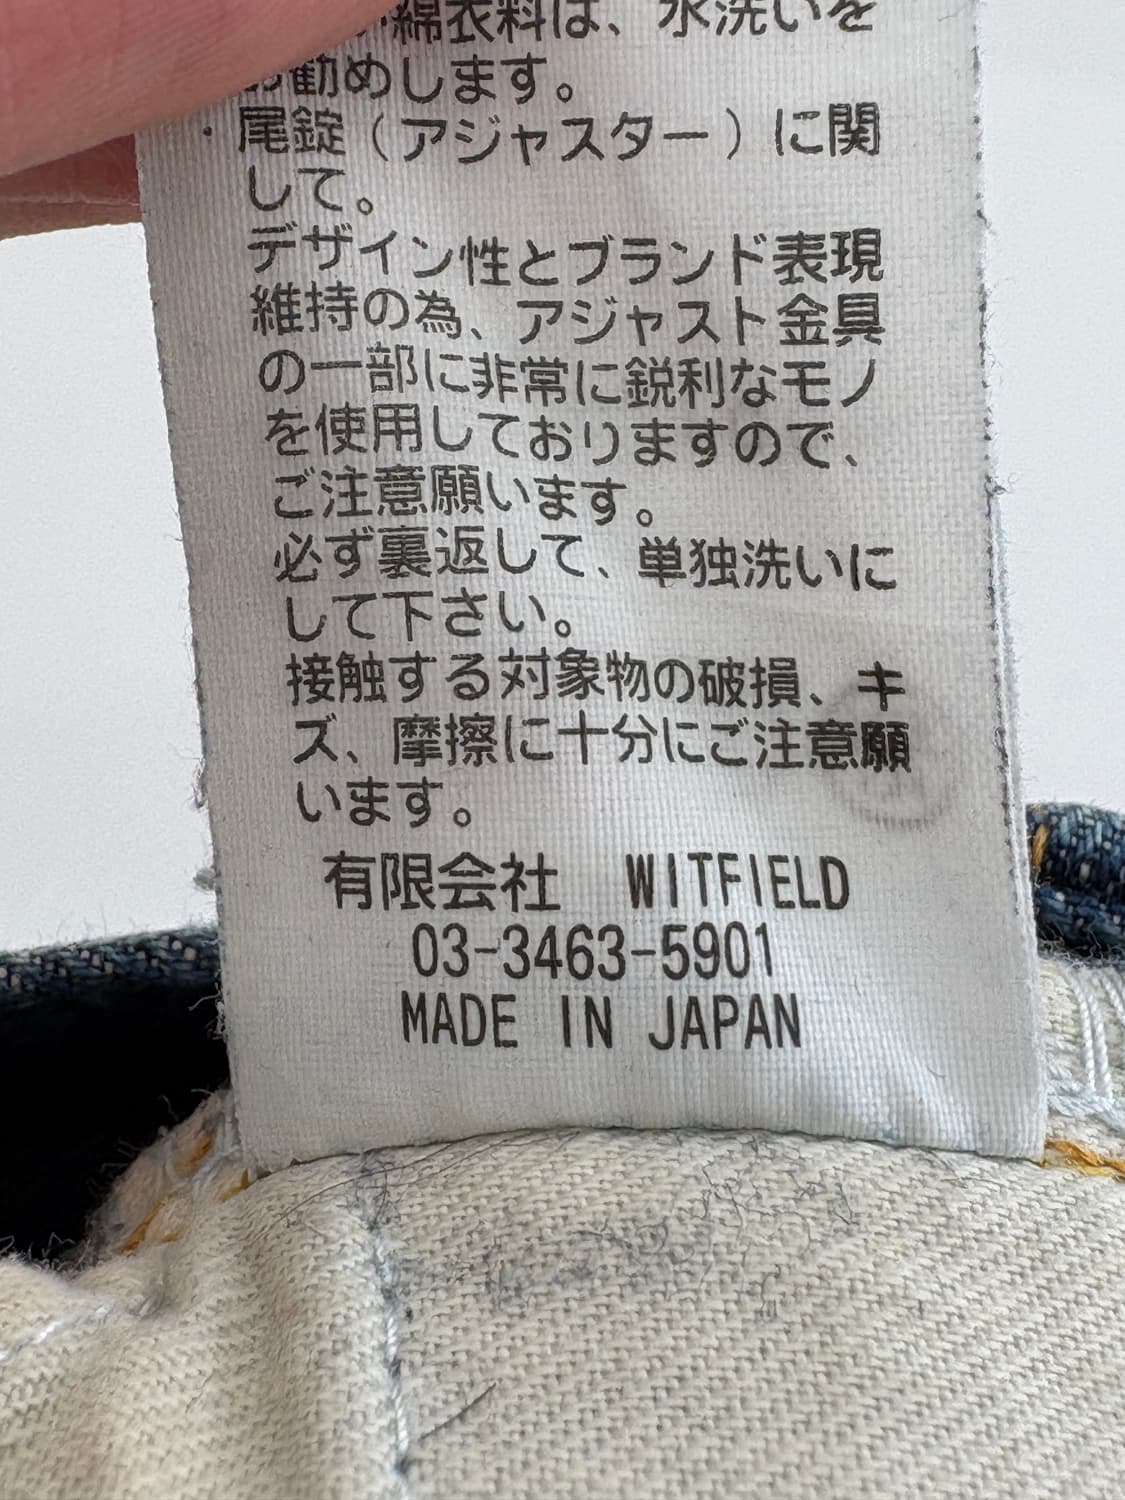 綿衣料は、水洗いを
お勧めします。
・尾錠（アジャスター）に関
して。
デザイン性とブランド表現
維持の為、アジャスト金具
の一部に非常に鋭利なモノ
を使用しておりますので、
ご注意願います。
必ず裏返して、単独洗いに
して下さい。
接触する対象物の破損、キ
ズ、摩擦に十分にご注意願
います。
有限会社　WITFIELD
03-3463-5901
MADE IN JAPAN